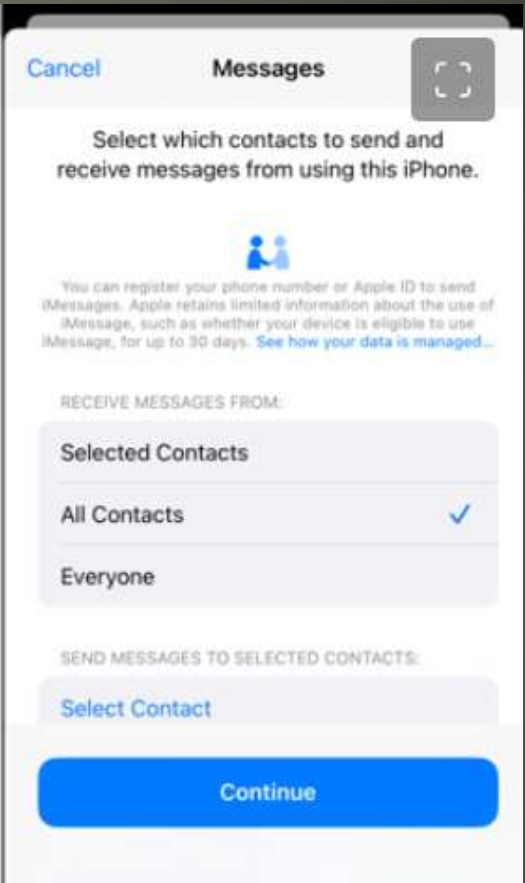 Cancel
Messages
Select which contacts to send and
receive messages from using this iPhone.
You can register your phone number or Apple ID to send
iMessages. Apple retains limited information about the use of
iMessage, such as whether your device is eligible to use
iMessage, for up to 30 days. See how your data is managed...
RECEIVE MESSAGES FROM:
Selected Contacts
All Contacts
Everyone
SEND MESSAGES TO SELECTED CONTACTS:
Select Contact
Continue